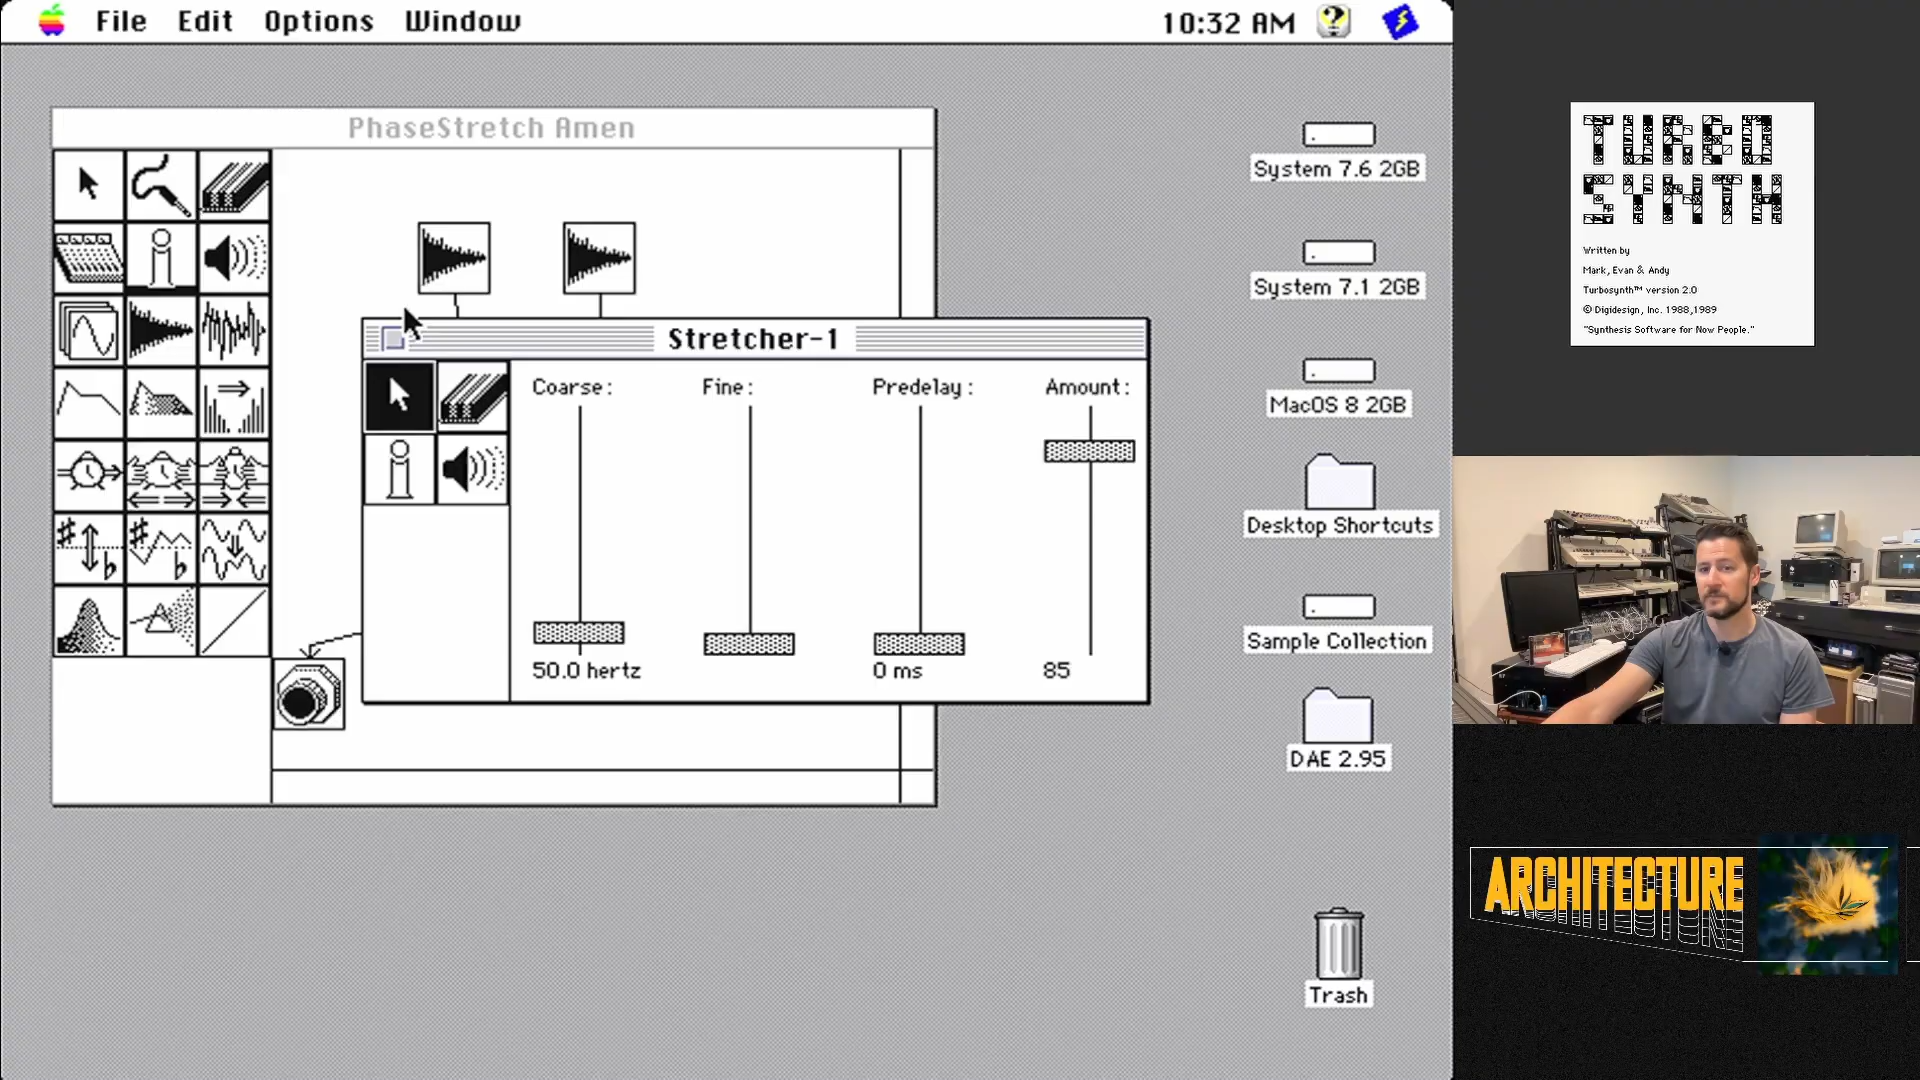 File Edit Options Window 10:32 AM
PhaseStretch Amen
Stretcher-1
Coarse: Fine: Predelay: Amount:
50.0 hertz 0 ms 85
System 7.6 2GB
System 7.1 2GB
MacOS 8 2GB
Desktop Shortcuts
Sample Collection
DAE 2.95
Trash
TURBO
SYNTH
Written by
Mark, Evan & Andy
Turbosynth™ version 2.0
© Digidesign, Inc. 1988,1989
"Synthesis Software for Now People."
ARCHITECTURE